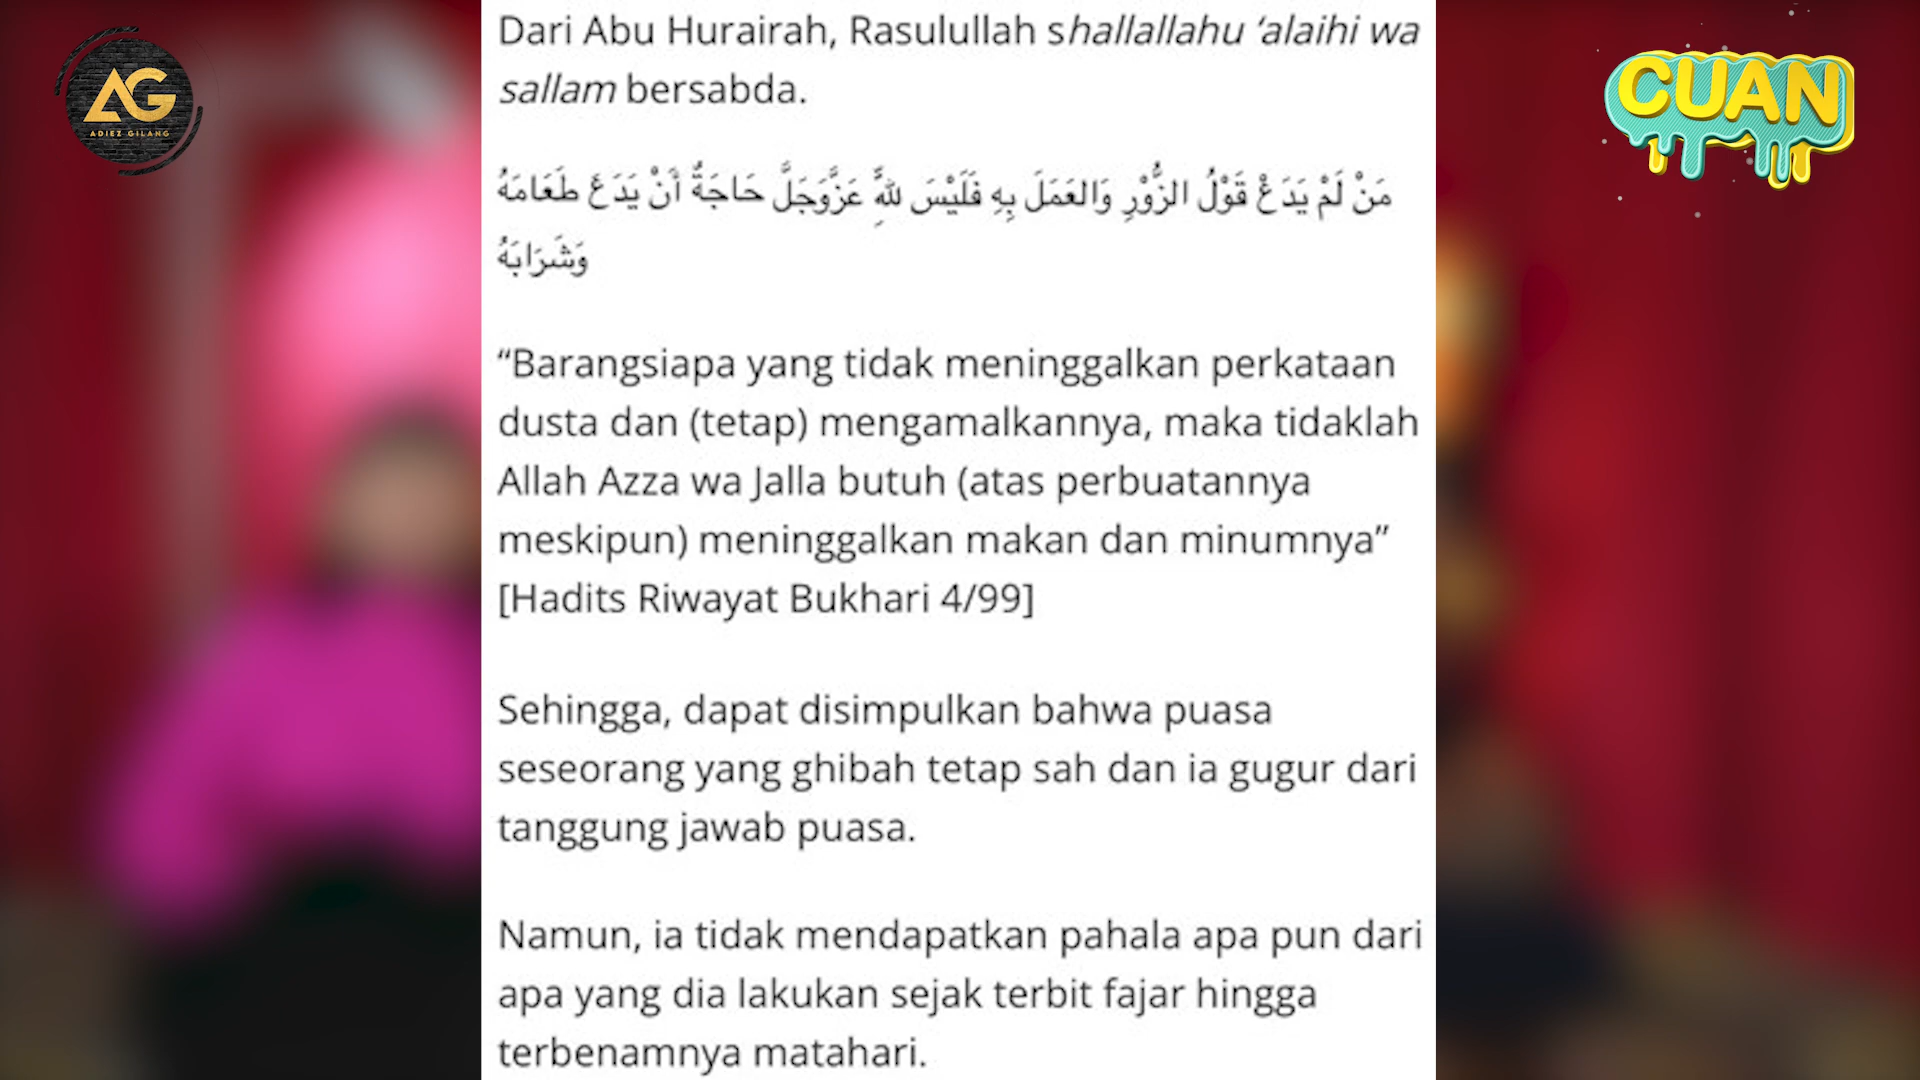 AG
ADIEZ GILANG
CUAN
Dari Abu Hurairah, Rasulullah shallallahu ‘alaihi wa
sallam bersabda.
مَنْ لَمْ يَدَعْ قَوْلُ الزُّوْرِ وَالعَمَلَ بِهِ فَلَيْسَ لِلَّهِ عَزَّوَجَلَّ حَاجَةٌ أَنْ يَدَعَ طَعَامَهُ
وَشَرَابَهُ
“Barangsiapa yang tidak meninggalkan perkataan
dusta dan (tetap) mengamalkannya, maka tidaklah
Allah Azza wa Jalla butuh (atas perbuatannya
meskipun) meninggalkan makan dan minumnya”
[Hadits Riwayat Bukhari 4/99]
Sehingga, dapat disimpulkan bahwa puasa
seseorang yang ghibah tetap sah dan ia gugur dari
tanggung jawab puasa.
Namun, ia tidak mendapatkan pahala apa pun dari
apa yang dia lakukan sejak terbit fajar hingga
terbenamnya matahari.